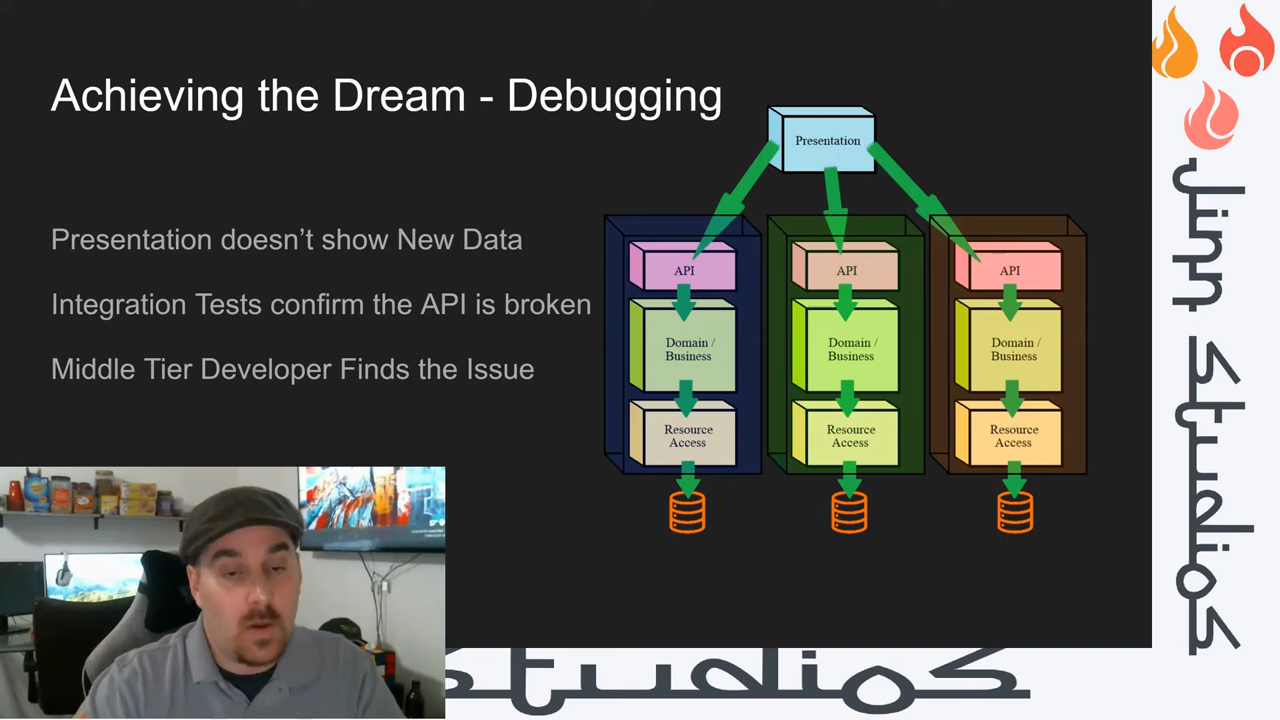 Achieving the Dream - Debugging
Presentation doesn't show New Data
Integration Tests confirm the API is broken
Middle Tier Developer Finds the Issue
Presentation
API
API
API
Domain /
Business
Domain /
Business
Domain /
Business
Resource
Access
Resource
Access
Resource
Access
Jinn Studios
studios